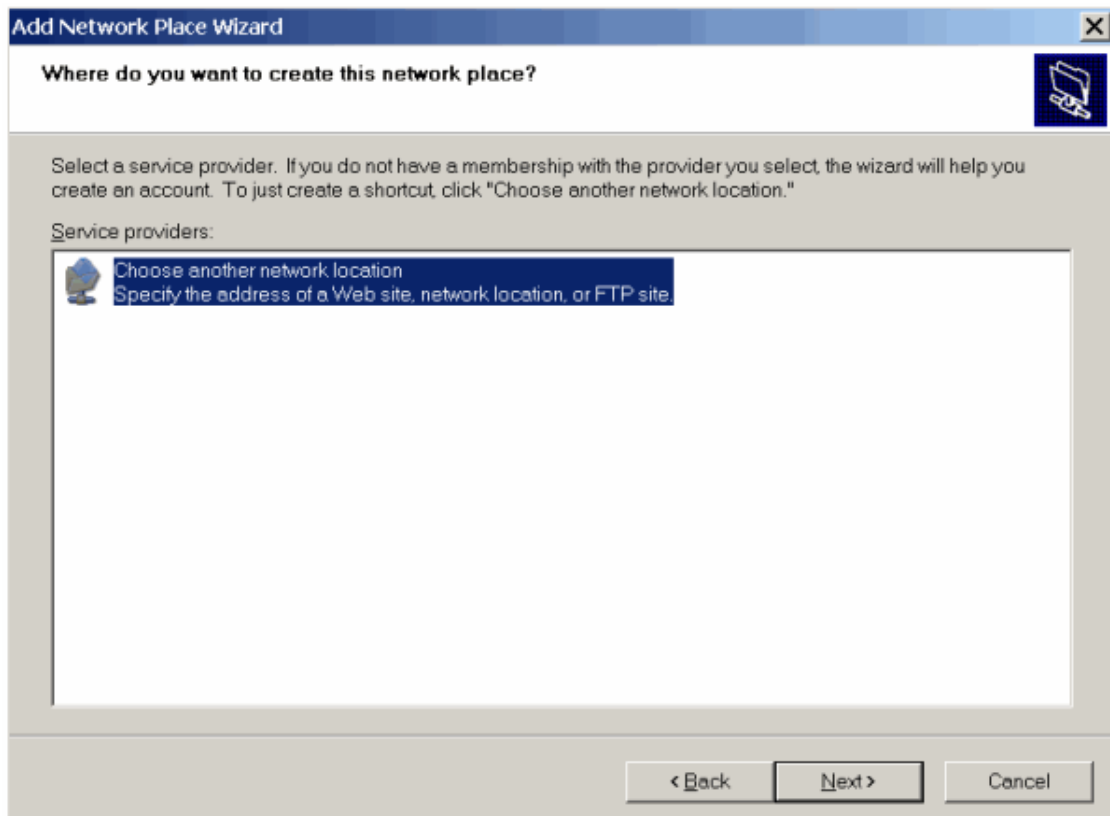 Add Network Place Wizard
Where do you want to create this network place?
Select a service provider. If you do not have a membership with the provider you select, the wizard will help you
create an account. To just create a shortcut, click "Choose another network location."
Service providers:
Choose another network location
Specify the address of a Web site, network location, or FTP site.
< Back Next > Cancel